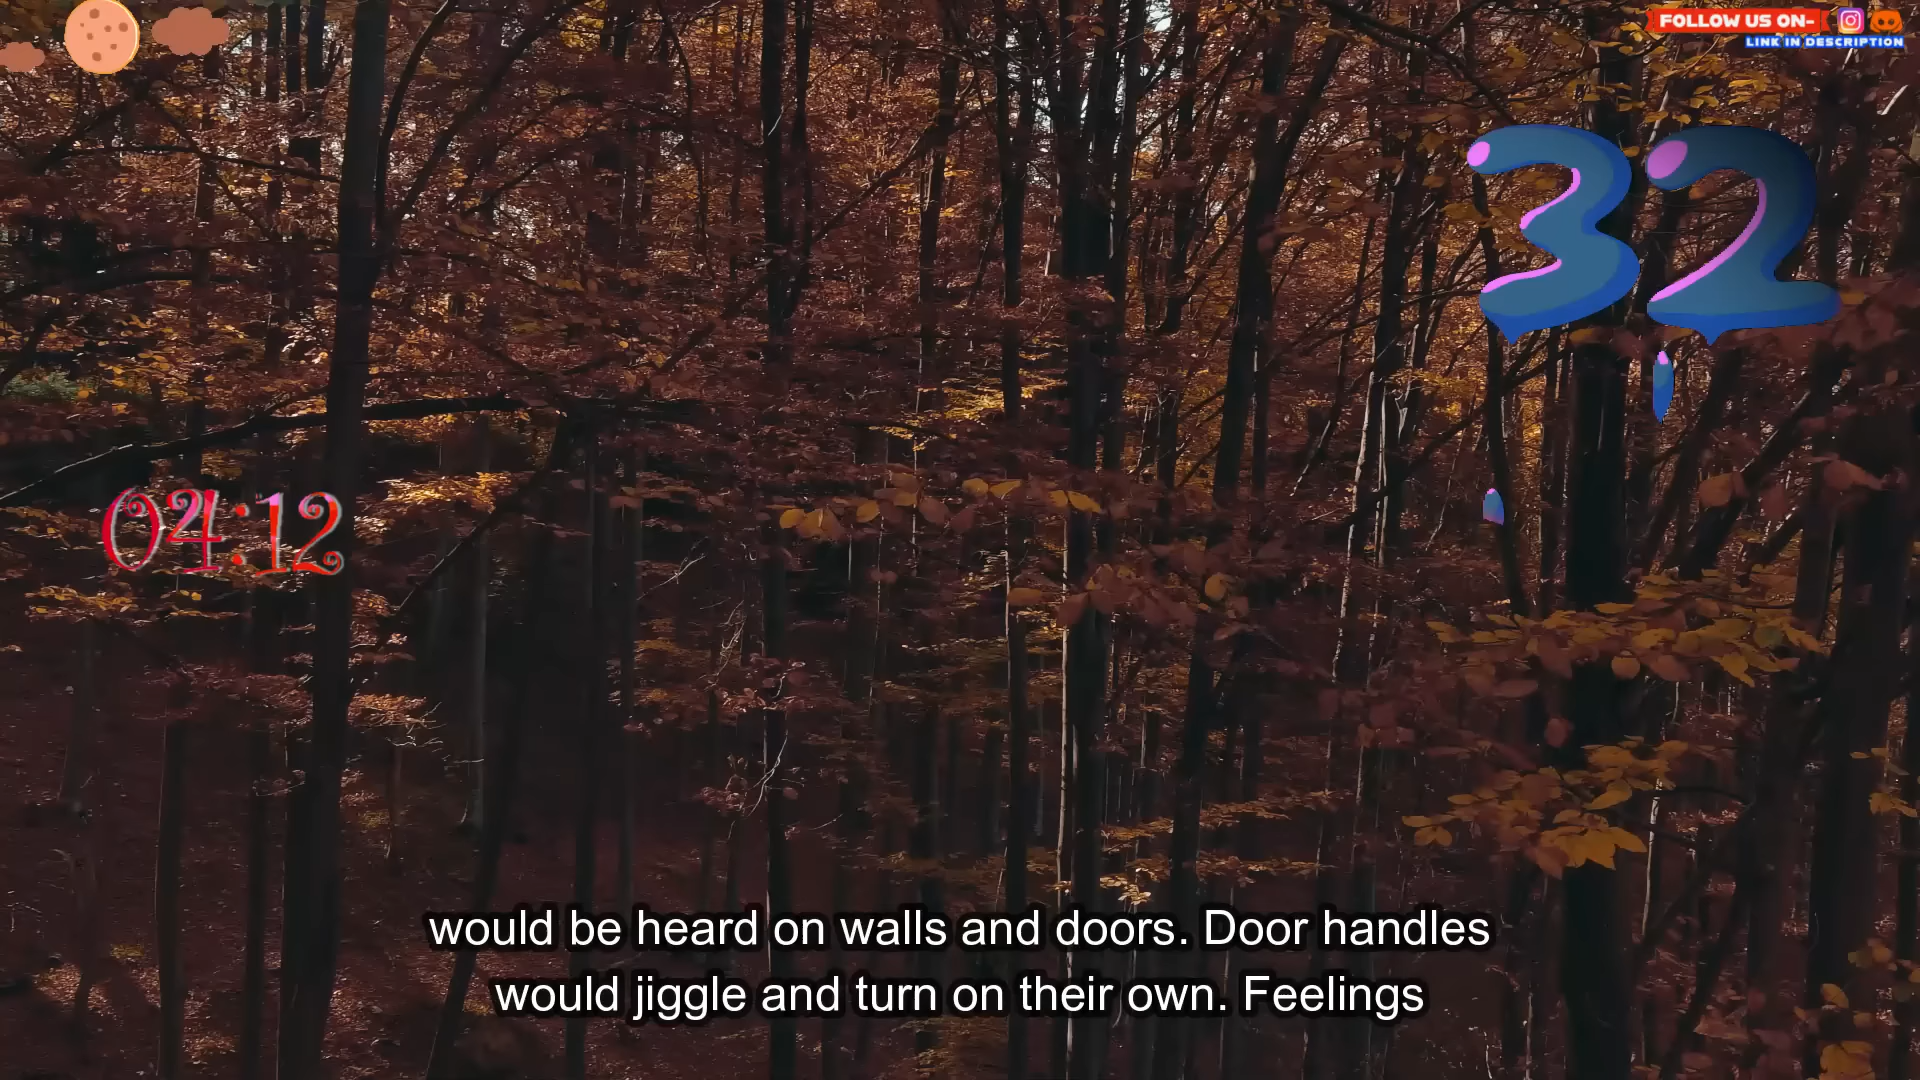 FOLLOW US ON-
LINK IN DESCRIPTION
32
04:12
would be heard on walls and doors. Door handles
would jiggle and turn on their own. Feelings